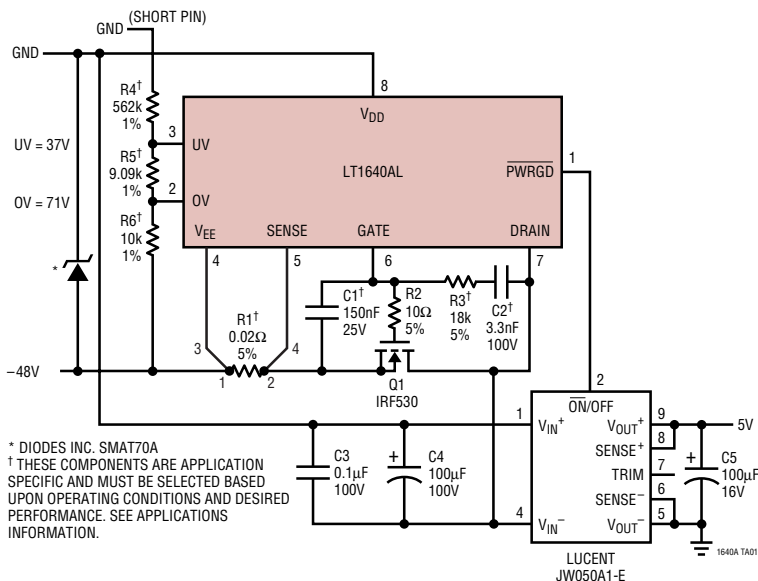 (SHORT PIN)
GND
GND
R4†
562k
1%
UV = 37V
R5†
9.09k
1%
OV = 71V
R6†
10k
1%
*
8
VDD
3
UV
LT1640AL
PWRGD
1
2
OV
VEE
SENSE
GATE
DRAIN
4
5
6
7
C1†
150nF
25V
R2
10Ω
5%
R3†
18k
5%
C2†
3.3nF
100V
R1†
0.02Ω
5%
3
4
1
2
–48V
Q1
IRF530
2
ON/OFF
1
VIN+
VOUT+
9
5V
SENSE+
8
TRIM
7
SENSE–
6
4
VIN–
VOUT–
5
C3
0.1µF
100V
+
C4
100µF
100V
+
C5
100µF
16V
LUCENT
JW050A1-E
1640A TA01
* DIODES INC. SMAT70A
† THESE COMPONENTS ARE APPLICATION
SPECIFIC AND MUST BE SELECTED BASED
UPON OPERATING CONDITIONS AND DESIRED
PERFORMANCE. SEE APPLICATIONS
INFORMATION.